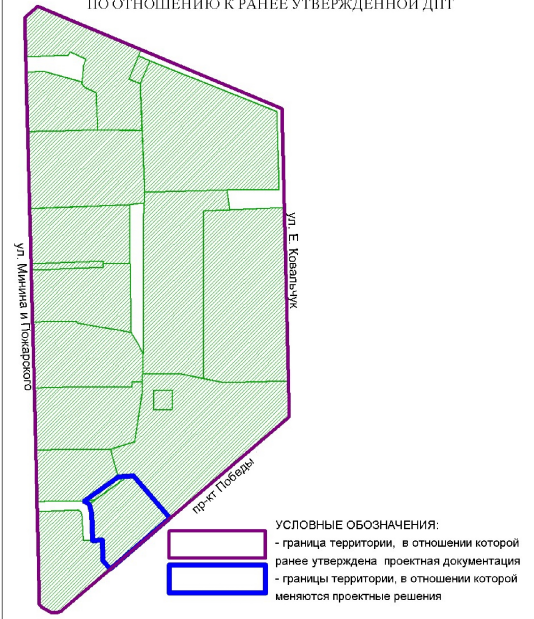 ПО ОТНОШЕНИЮ К РАНЕЕ УТВЕРЖДЕННОЙ ДПТ
ул. Е. Ковальчук
ул. Минина и Пожарского
пр-кт Победы
УСЛОВНЫЕ ОБОЗНАЧЕНИЯ:
- граница территории, в отношении которой
ранее утверждена проектная документация
- границы территории, в отношении которой
меняются проектные решения